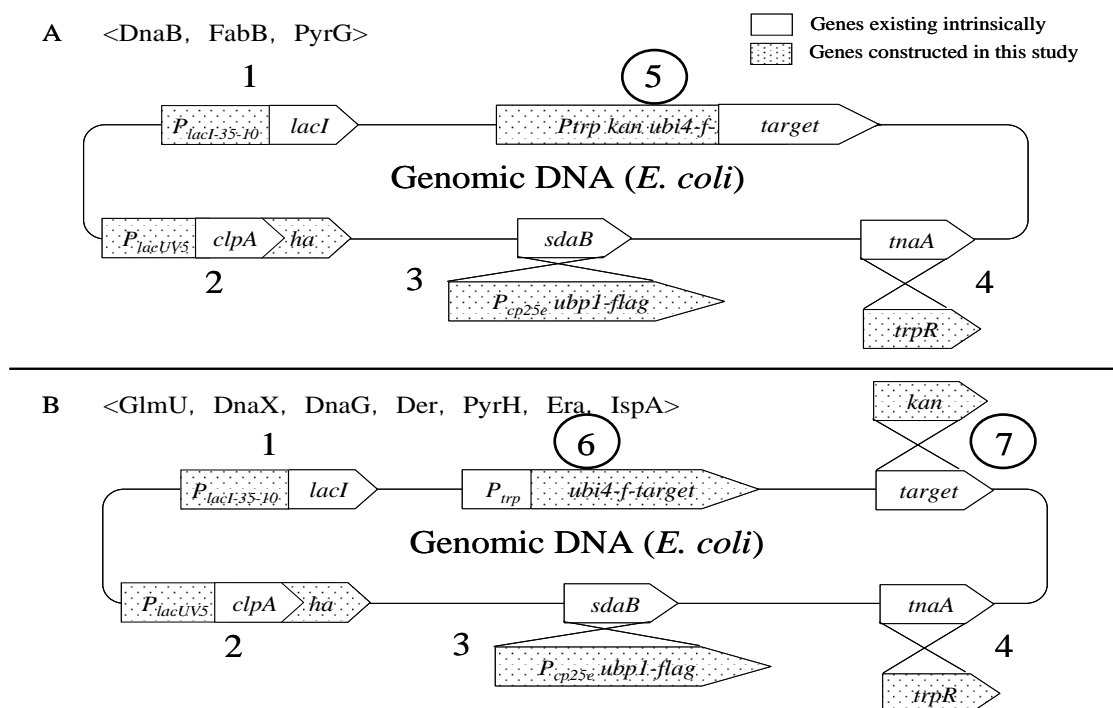 A <DnaB, FabB, PyrG>
Genes existing intrinsically
Genes constructed in this study
1
5
PlacI-35-10 lacI
Ptrp kan ubi4-f- target
Genomic DNA (E. coli)
PlacUV5 clpA ha
sdaB
tnaA
2
3
4
Pcp25e ubp1-flag
trpR
B <GlmU, DnaX, DnaG, Der, PyrH, Era, IspA>
kan
1
6
7
PlacI-35-10 lacI
Ptrp ubi4-f-target
target
Genomic DNA (E. coli)
PlacUV5 clpA ha
sdaB
tnaA
2
3
4
Pcp25e ubp1-flag
trpR